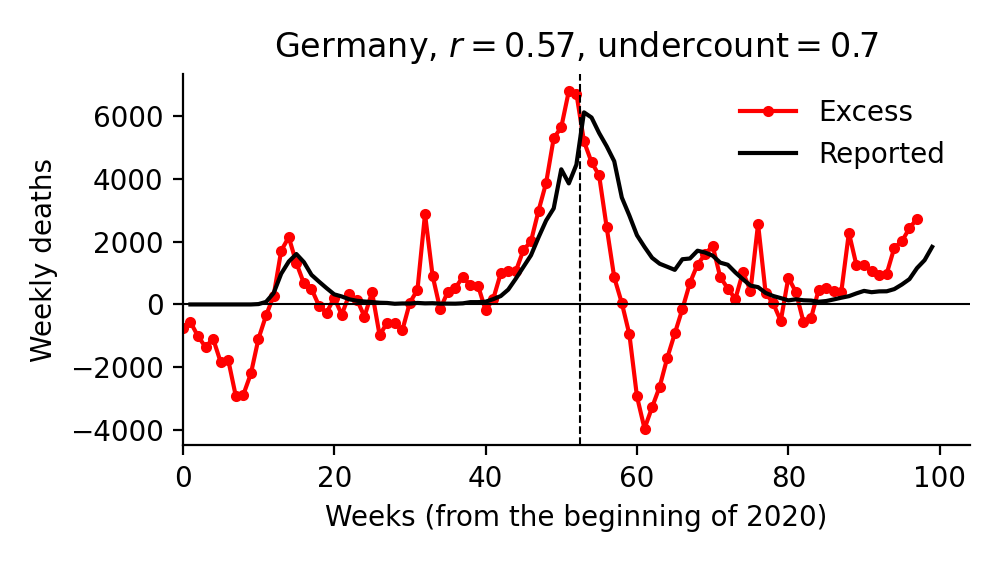 Germany, r = 0.57, undercount = 0.7
Excess
Reported
Weekly deaths
6000
4000
2000
0
−2000
−4000
0 20 40 60 80 100
Weeks (from the beginning of 2020)